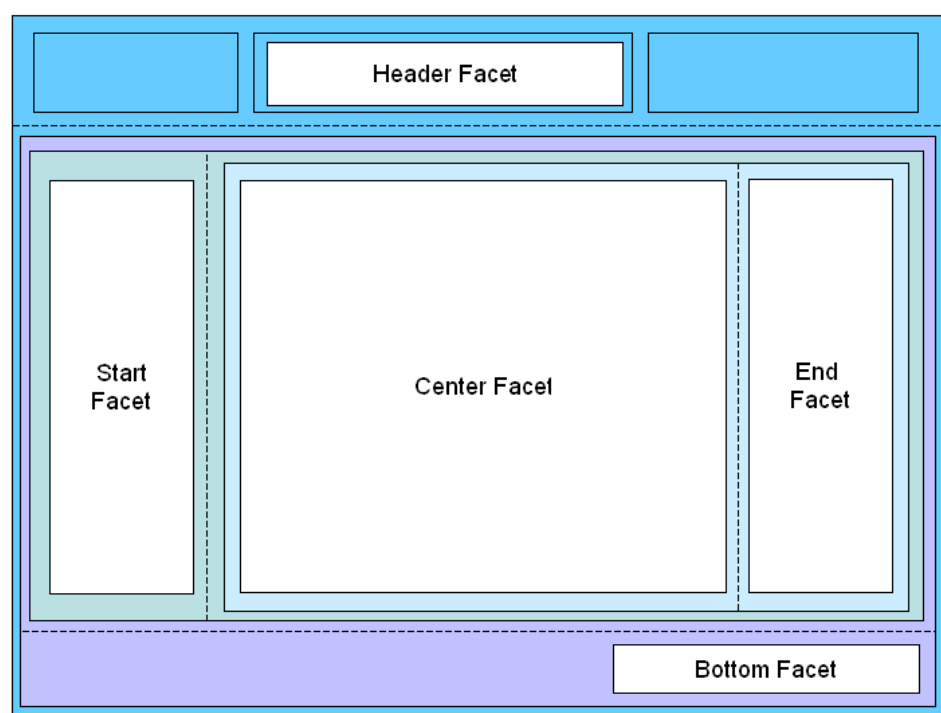 Header Facet
Start
Facet
Center Facet
End
Facet
Bottom Facet